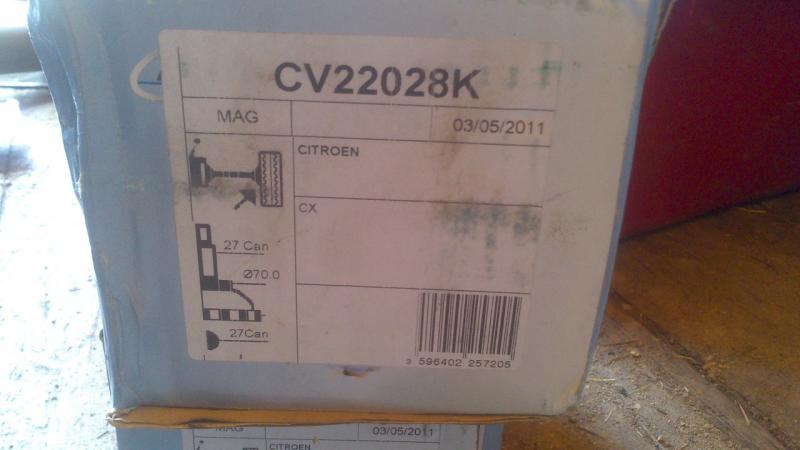 CV22028K
MAG
03/05/2011
CITROEN
CX
27 Can
Ø70.0
27Can
3 596402 257205
MAG
03/05/2011
CITROEN